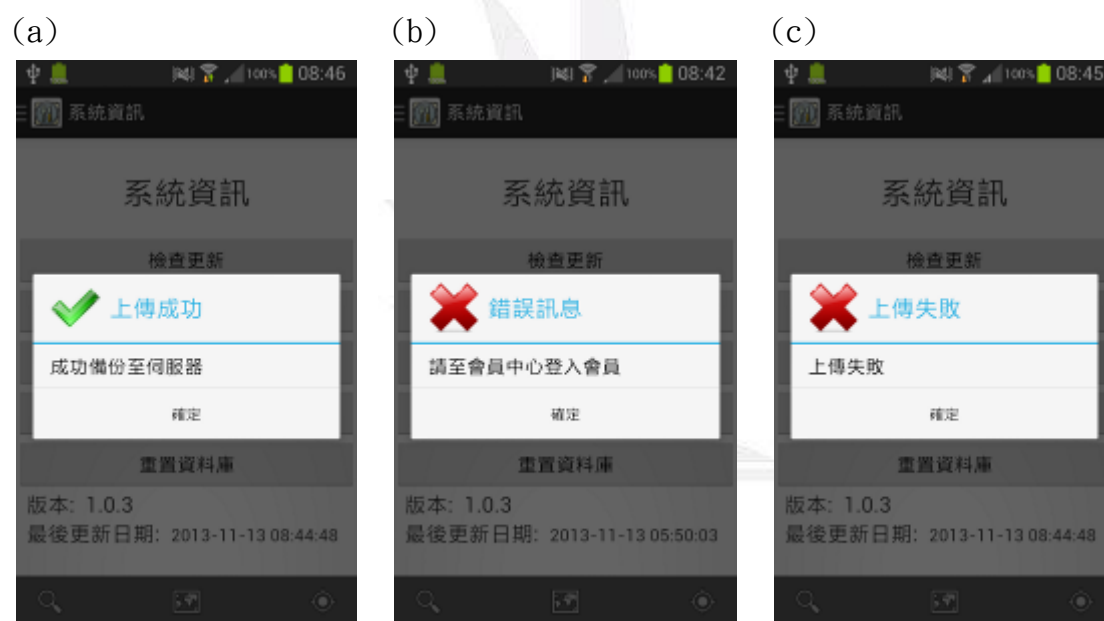 (a)
(b)
(c)
100% 08:46
100% 08:42
100% 08:45
系統資訊
系統資訊
系統資訊
系統資訊
系統資訊
系統資訊
檢查更新
檢查更新
檢查更新
上傳成功
錯誤訊息
上傳失敗
成功備份至伺服器
請至會員中心登入會員
上傳失敗
確定
確定
確定
重置資料庫
重置資料庫
重置資料庫
版本: 1.0.3
版本: 1.0.3
版本: 1.0.3
最後更新日期: 2013-11-13 08:44:48
最後更新日期: 2013-11-13 05:50:03
最後更新日期: 2013-11-13 08:44:48